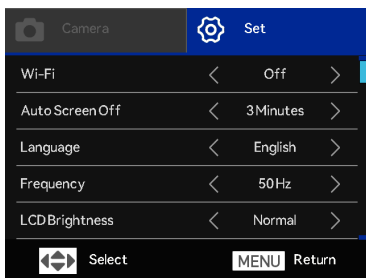 Camera
Set
Wi-Fi Off
Auto Screen Off 3 Minutes
Language English
Frequency 50 Hz
LCD Brightness Normal
Select MENU Return